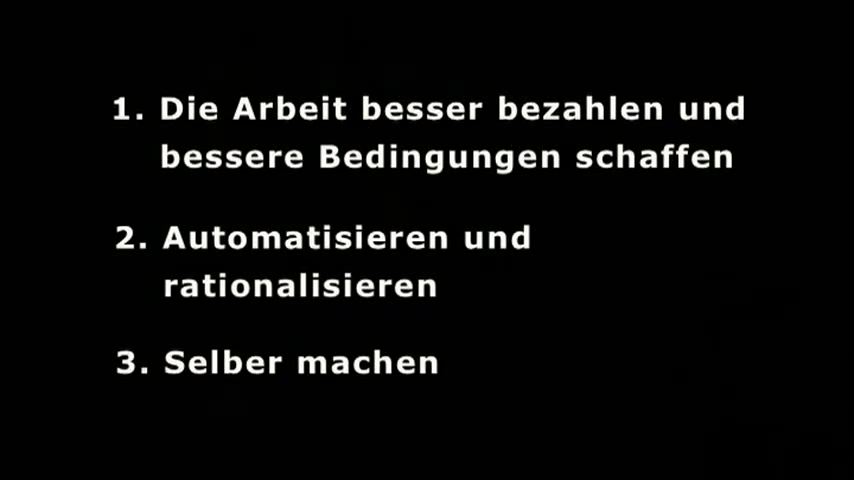 1. Die Arbeit besser bezahlen und
bessere Bedingungen schaffen
2. Automatisieren und
rationalisieren
3. Selber machen